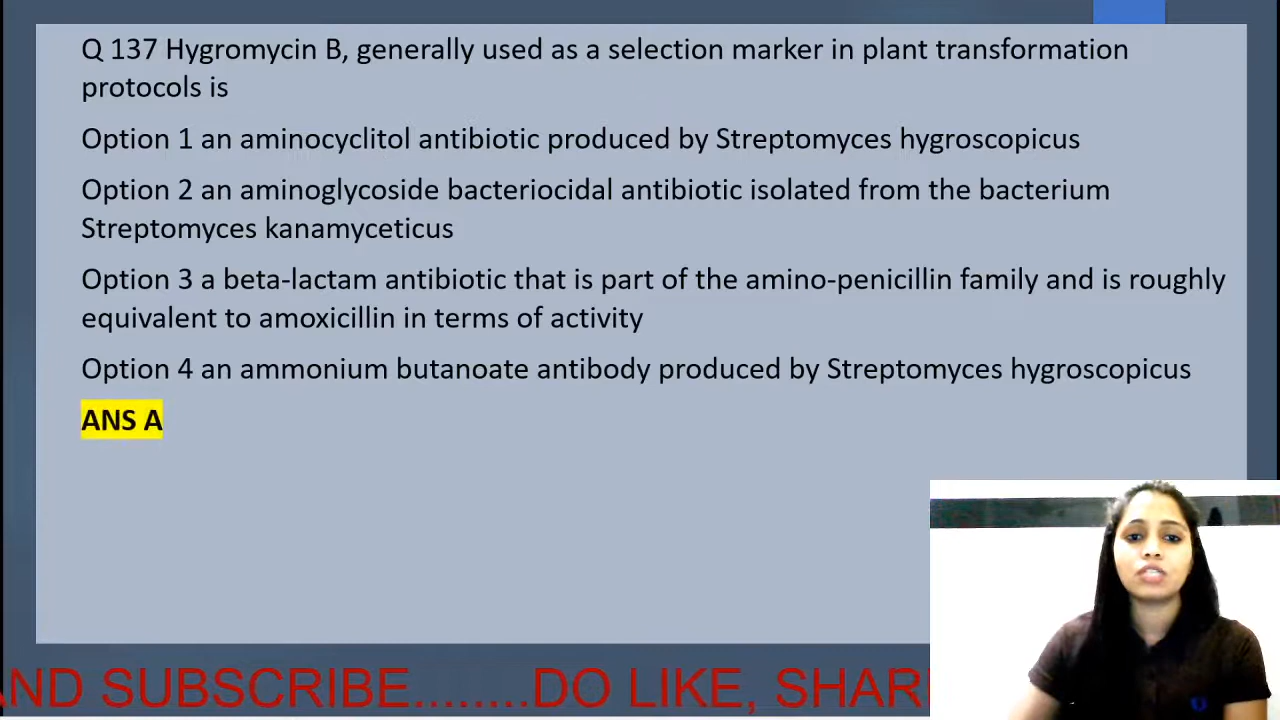 Q 137 Hygromycin B, generally used as a selection marker in plant transformation
protocols is
Option 1 an aminocyclitol antibiotic produced by Streptomyces hygroscopicus
Option 2 an aminoglycoside bacteriocidal antibiotic isolated from the bacterium
Streptomyces kanamyceticus
Option 3 a beta-lactam antibiotic that is part of the amino-penicillin family and is roughly
equivalent to amoxicillin in terms of activity
Option 4 an ammonium butanoate antibody produced by Streptomyces hygroscopicus
ANS A
ND SUBSCRIBE........DO LIKE, SHAR